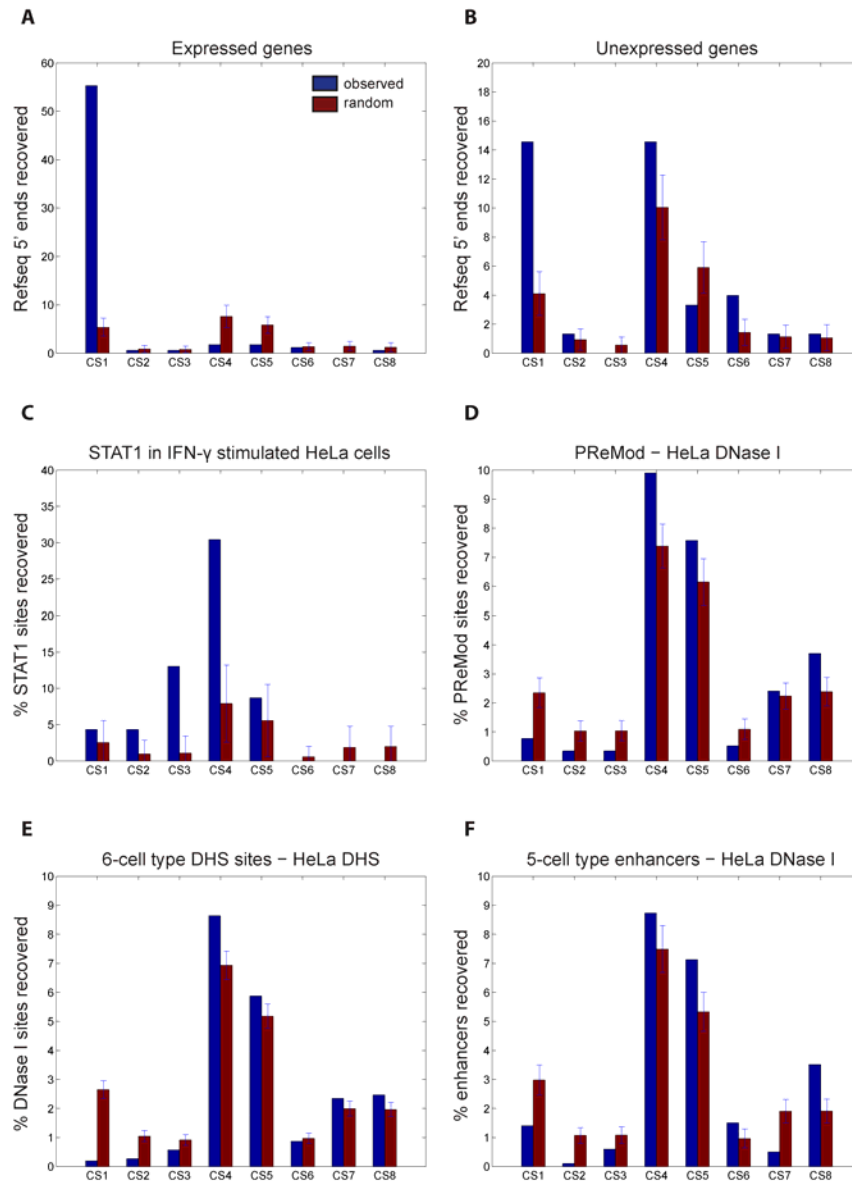 A
Expressed genes
Refseq 5' ends recovered
60
50
40
30
20
10
0
observed
random
CS1 CS2 CS3 CS4 CS5 CS6 CS7 CS8
B
Unexpressed genes
Refseq 5' ends recovered
20
18
16
14
12
10
8
6
4
2
0
CS1 CS2 CS3 CS4 CS5 CS6 CS7 CS8
C
STAT1 in IFN-γ stimulated HeLa cells
% STAT1 sites recovered
40
35
30
25
20
15
10
5
0
CS1 CS2 CS3 CS4 CS5 CS6 CS7 CS8
D
PReMod − HeLa DNase I
% PReMod sites recovered
10
9
8
7
6
5
4
3
2
1
0
CS1 CS2 CS3 CS4 CS5 CS6 CS7 CS8
E
6-cell type DHS sites − HeLa DHS
% DNase I sites recovered
10
9
8
7
6
5
4
3
2
1
0
CS1 CS2 CS3 CS4 CS5 CS6 CS7 CS8
F
5-cell type enhancers − HeLa DNase I
% enhancers recovered
10
9
8
7
6
5
4
3
2
1
0
CS1 CS2 CS3 CS4 CS5 CS6 CS7 CS8